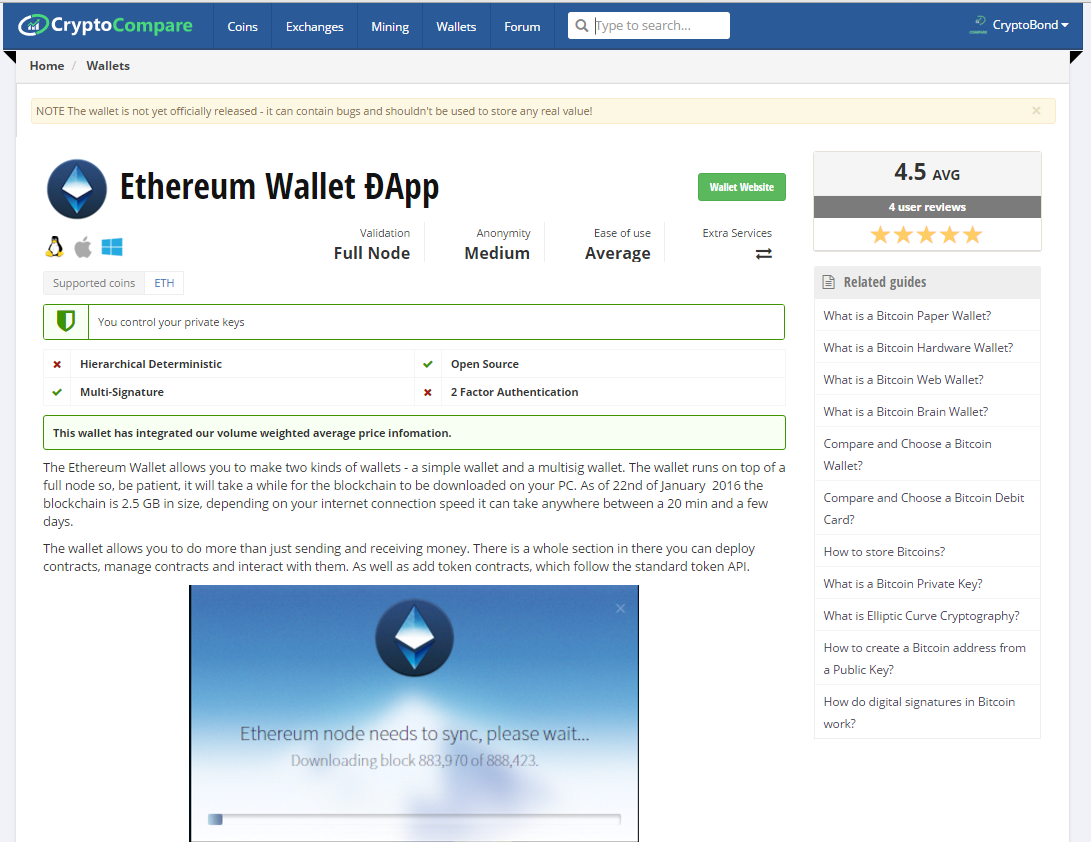 CryptoCompare
Coins
Exchanges
Mining
Wallets
Forum
Type to search...
CryptoBond
Home / Wallets
NOTE The wallet is not yet officially released - it can contain bugs and shouldn't be used to store any real value!
×
Ethereum Wallet ĐApp
Wallet Website
Validation
Full Node
Anonymity
Medium
Ease of use
Average
Extra Services
Supported coins
ETH
You control your private keys
Hierarchical Deterministic
Open Source
Multi-Signature
2 Factor Authentication
This wallet has integrated our volume weighted average price infomation.
The Ethereum Wallet allows you to make two kinds of wallets - a simple wallet and a multisig wallet. The wallet runs on top of a
full node so, be patient, it will take a while for the blockchain to be downloaded on your PC. As of 22nd of January 2016 the
blockchain is 2.5 GB in size, depending on your internet connection speed it can take anywhere between a 20 min and a few
days.
The wallet allows you to do more than just sending and receiving money. There is a whole section in there you can deploy
contracts, manage contracts and interact with them. As well as add token contracts, which follow the standard token API.
×
Ethereum node needs to sync, please wait...
Downloading block 883,970 of 888,423.
4.5 AVG
4 user reviews
Related guides
What is a Bitcoin Paper Wallet?
What is a Bitcoin Hardware Wallet?
What is a Bitcoin Web Wallet?
What is a Bitcoin Brain Wallet?
Compare and Choose a Bitcoin
Wallet?
Compare and Choose a Bitcoin Debit
Card?
How to store Bitcoins?
What is a Bitcoin Private Key?
What is Elliptic Curve Cryptography?
How to create a Bitcoin address from
a Public Key?
How do digital signatures in Bitcoin
work?